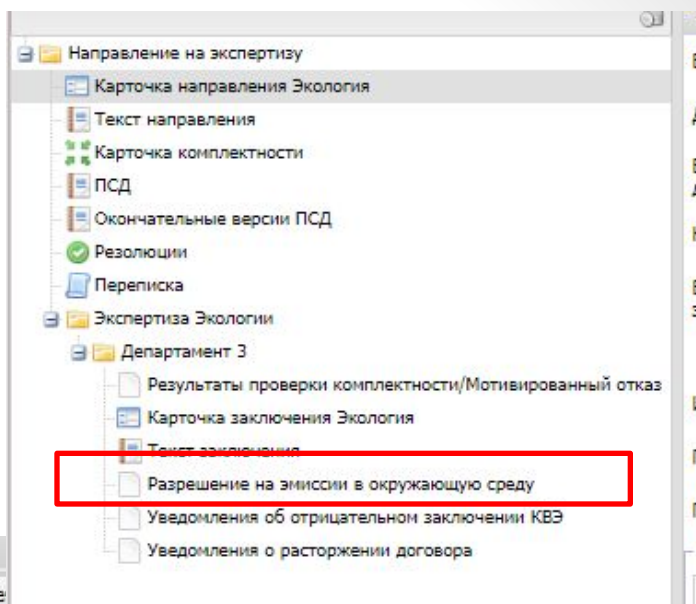 Направление на экспертизу
Карточка направления Экология
Текст направления
Карточка комплектности
ПСД
Окончательные версии ПСД
Резолюции
Переписка
Экспертиза Экологии
Департамент 3
Результаты проверки комплектности/Мотивированный отказ
Карточка заключения Экология
Текст заключения
Разрешение на эмиссии в окружающую среду
Уведомления об отрицательном заключении КВЭ
Уведомления о расторжении договора